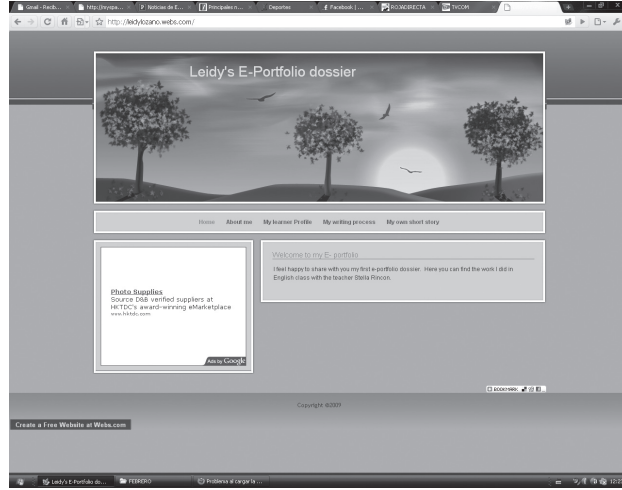 Gmail - Recib...
http://myspa...
Noticias de E...
Principales n...
Deportes
Facebook (...
ROJADIRECTA
TVCOM
http://leidylozano.webs.com/
Leidy's E-Portfolio dossier
Home About me My learner Profile My writing process My own short story
Photo Supplies
Source D&B verified suppliers at
HKTDC's award-winning eMarketplace
www.hktdc.com
Ads by Google
Welcome to my E- portfolio
I feel happy to share with you my first e-portfolio dossier. Here you can find the work I did in
English class with the teacher Stella Rincon.
BOOKMARK
Copyright ©2009
Create a Free Website at Webs.com
Leidy's E-Portfolio do...
FEBRERO
Problema al cargar la ...